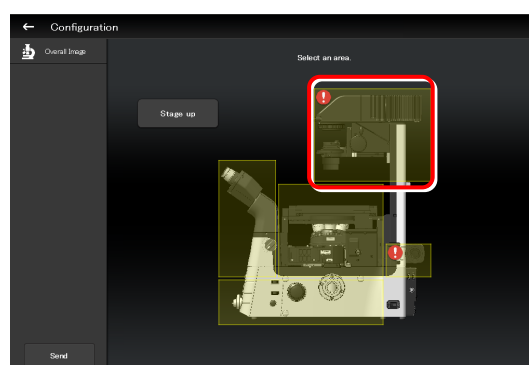 Configuration
Overall Image
Select an area.
Stage up
Send